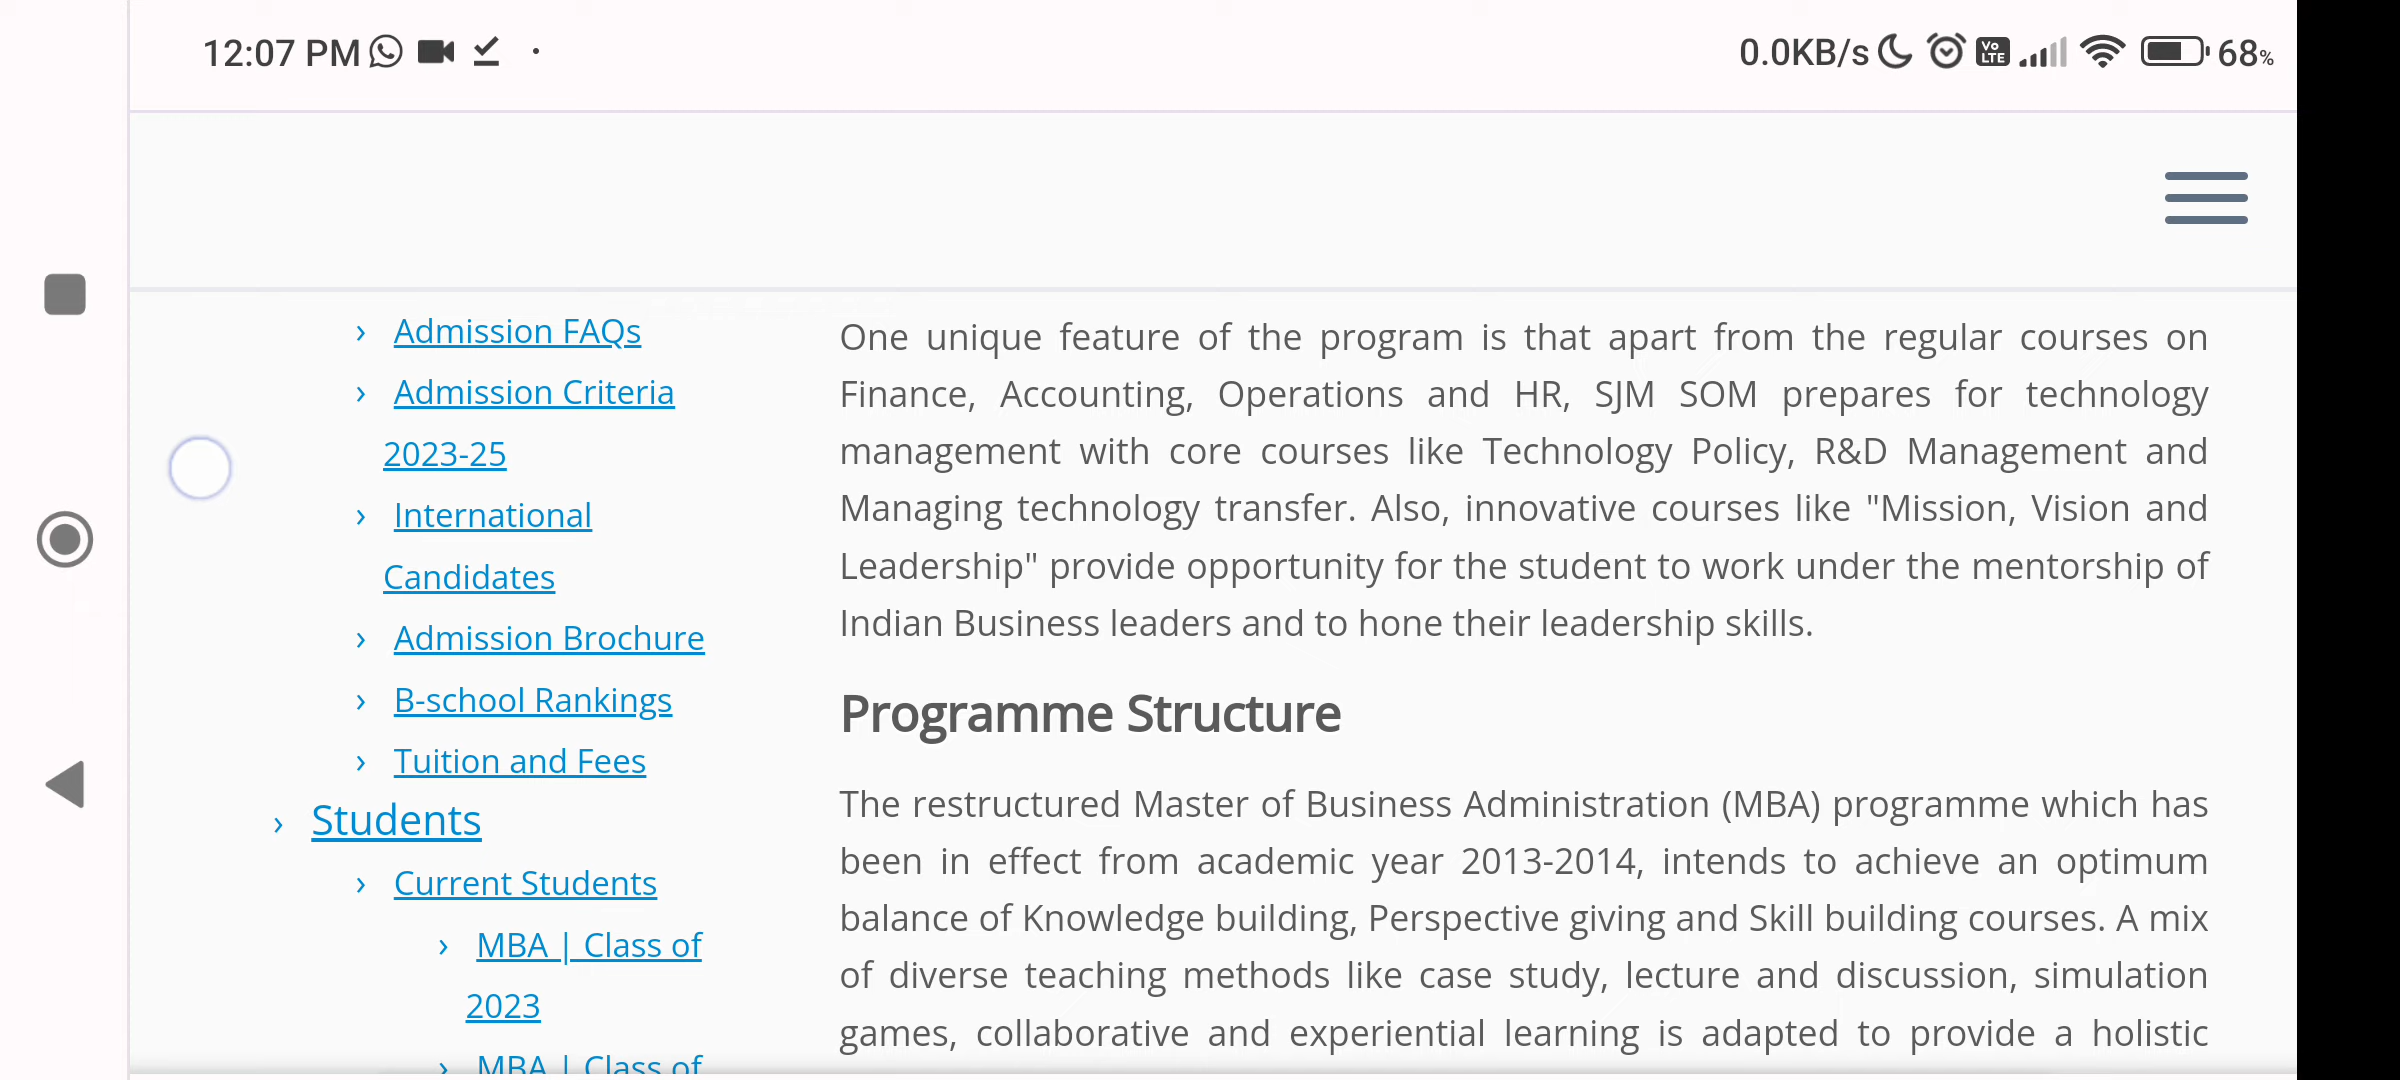 12:07 PM
0.0KB/s Vo LTE 68%
› Admission FAQs
› Admission Criteria
2023-25
› International
Candidates
› Admission Brochure
› B-school Rankings
› Tuition and Fees
› Students
› Current Students
› MBA | Class of
2023
› MBA | Class of
One unique feature of the program is that apart from the regular courses on
Finance, Accounting, Operations and HR, SJM SOM prepares for technology
management with core courses like Technology Policy, R&D Management and
Managing technology transfer. Also, innovative courses like "Mission, Vision and
Leadership" provide opportunity for the student to work under the mentorship of
Indian Business leaders and to hone their leadership skills.
Programme Structure
The restructured Master of Business Administration (MBA) programme which has
been in effect from academic year 2013-2014, intends to achieve an optimum
balance of Knowledge building, Perspective giving and Skill building courses. A mix
of diverse teaching methods like case study, lecture and discussion, simulation
games, collaborative and experiential learning is adapted to provide a holistic